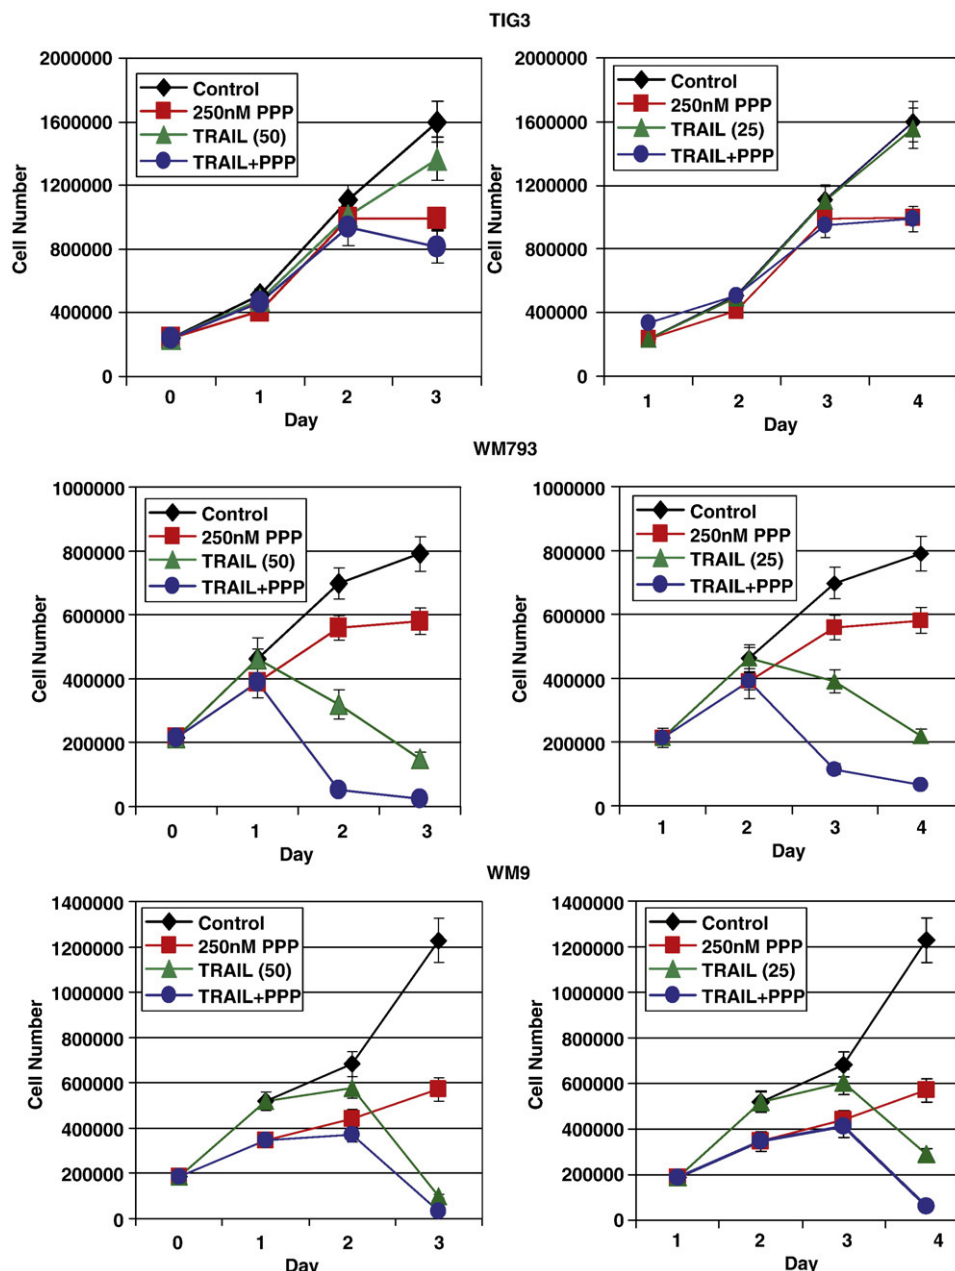 TIG3
2000000
1600000
1200000
800000
400000
0
Cell Number
Control
250nM PPP
TRAIL (50)
TRAIL+PPP
0 1 2 3
Day
2000000
1600000
1200000
800000
400000
0
Cell Number
Control
250nM PPP
TRAIL (25)
TRAIL+PPP
1 2 3 4
Day
WM793
1000000
800000
600000
400000
200000
0
Cell Number
Control
250nM PPP
TRAIL (50)
TRAIL+PPP
0 1 2 3
Day
1000000
800000
600000
400000
200000
0
Cell Number
Control
250nM PPP
TRAIL (25)
TRAIL+PPP
1 2 3 4
Day
WM9
1400000
1200000
1000000
800000
600000
400000
200000
0
Cell Number
Control
250nM PPP
TRAIL (50)
TRAIL+PPP
0 1 2 3
Day
1400000
1200000
1000000
800000
600000
400000
200000
0
Cell Number
Control
250nM PPP
TRAIL (25)
TRAIL+PPP
1 2 3 4
Day